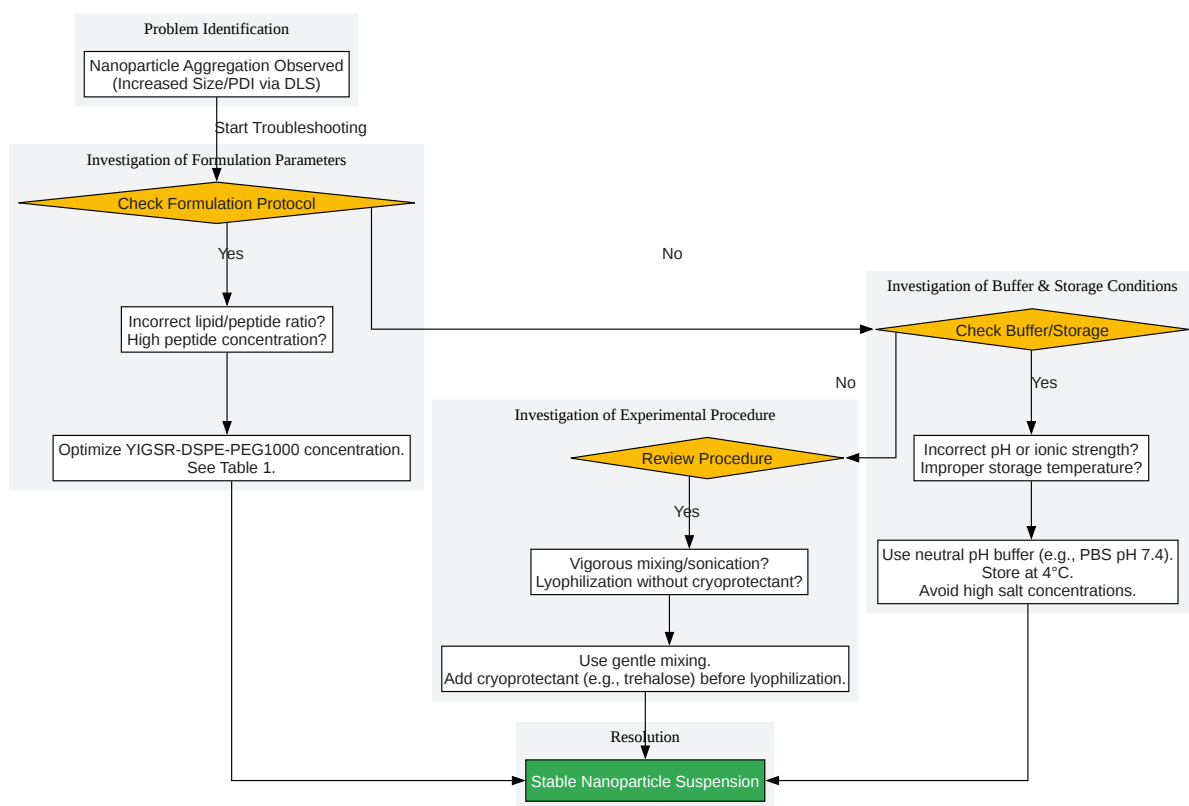 Problem Identification
Nanoparticle Aggregation Observed
(Increased Size/PDI via DLS)
Start Troubleshooting
Investigation of Formulation Parameters
Check Formulation Protocol
Yes
No
Incorrect lipid/peptide ratio?
High peptide concentration?
Optimize YIGSR-DSPE-PEG1000 concentration.
See Table 1.
Investigation of Buffer & Storage Conditions
Check Buffer/Storage
Yes
No
Incorrect pH or ionic strength?
Improper storage temperature?
Use neutral pH buffer (e.g., PBS pH 7.4).
Store at 4°C.
Avoid high salt concentrations.
Investigation of Experimental Procedure
Review Procedure
Yes
Vigorous mixing/sonication?
Lyophilization without cryoprotectant?
Use gentle mixing.
Add cryoprotectant (e.g., trehalose) before lyophilization.
Resolution
Stable Nanoparticle Suspension